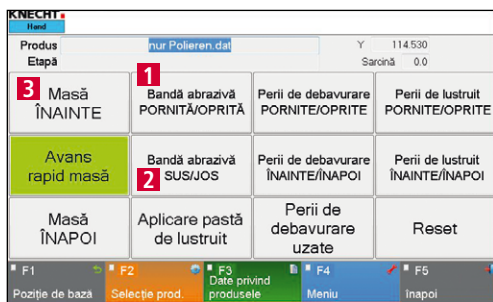 KNECHT
Hand
Produs nur Polieren.dat Y 114.530
Etapă Sarcină 0.0
3 Masă
ÎNAINTE
1 Bandă abrazivă
PORNITĂ/OPRITĂ
Perii de debavurare
PORNITE/OPRITE
Perii de lustruit
PORNITE/OPRITE
Avans
rapid masă
Bandă abrazivă
2 SUS/JOS
Perii de debavurare
ÎNAINTE/ÎNAPOI
Perii de lustruit
ÎNAINTE/ÎNAPOI
Masă
ÎNAPOI
Aplicare pastă
de lustruit
Perii de
debavurare
uzate
Reset
F1
Poziție de bază
F2
Selecție prod.
F3
Date privind
produsele
F4
Meniu
F5
Înapoi